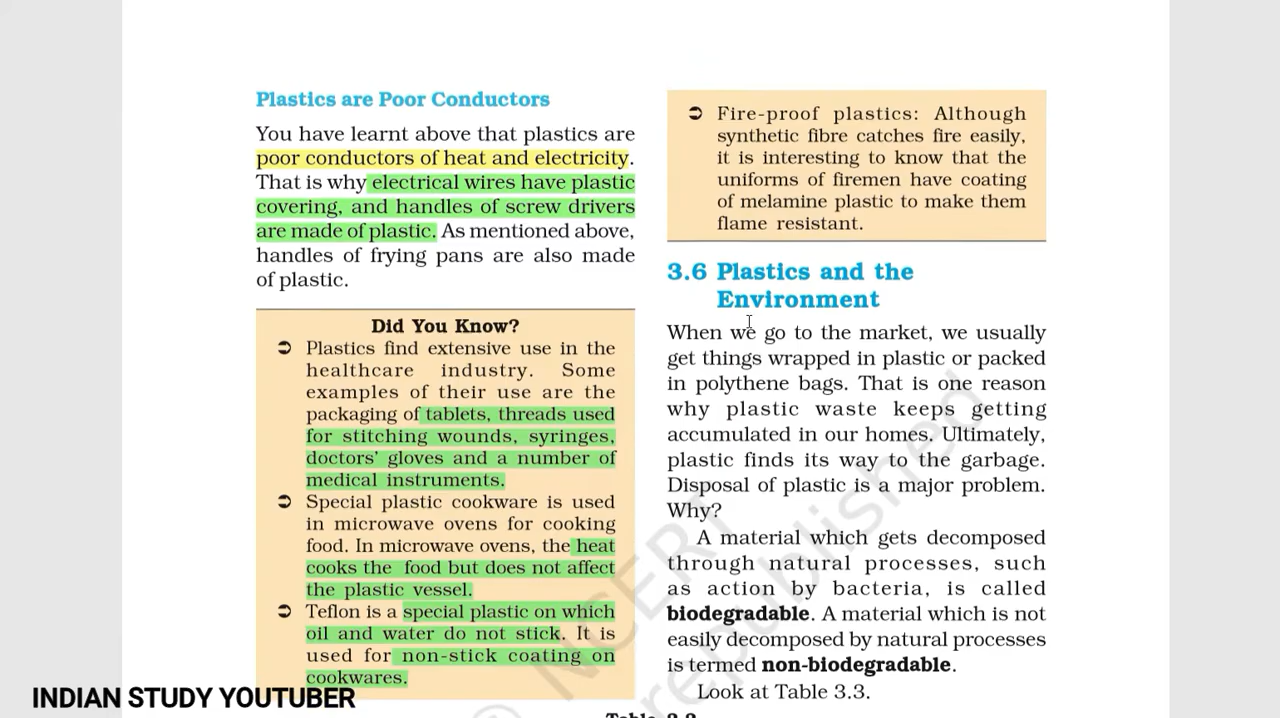 Plastics are Poor Conductors
You have learnt above that plastics are
poor conductors of heat and electricity.
That is why electrical wires have plastic
covering, and handles of screw drivers
are made of plastic. As mentioned above,
handles of frying pans are also made
of plastic.
Did You Know?
➲ Plastics find extensive use in the
healthcare industry. Some
examples of their use are the
packaging of tablets, threads used
for stitching wounds, syringes,
doctors' gloves and a number of
medical instruments.
➲ Special plastic cookware is used
in microwave ovens for cooking
food. In microwave ovens, the heat
cooks the food but does not affect
the plastic vessel.
➲ Teflon is a special plastic on which
oil and water do not stick. It is
used for non-stick coating on
cookwares.
➲ Fire-proof plastics: Although
synthetic fibre catches fire easily,
it is interesting to know that the
uniforms of firemen have coating
of melamine plastic to make them
flame resistant.
3.6 Plastics and the
Environment
When we go to the market, we usually
get things wrapped in plastic or packed
in polythene bags. That is one reason
why plastic waste keeps getting
accumulated in our homes. Ultimately,
plastic finds its way to the garbage.
Disposal of plastic is a major problem.
Why?
A material which gets decomposed
through natural processes, such
as action by bacteria, is called
biodegradable. A material which is not
easily decomposed by natural processes
is termed non-biodegradable.
Look at Table 3.3.
© NCERT
republished
INDIAN STUDY YOUTUBER